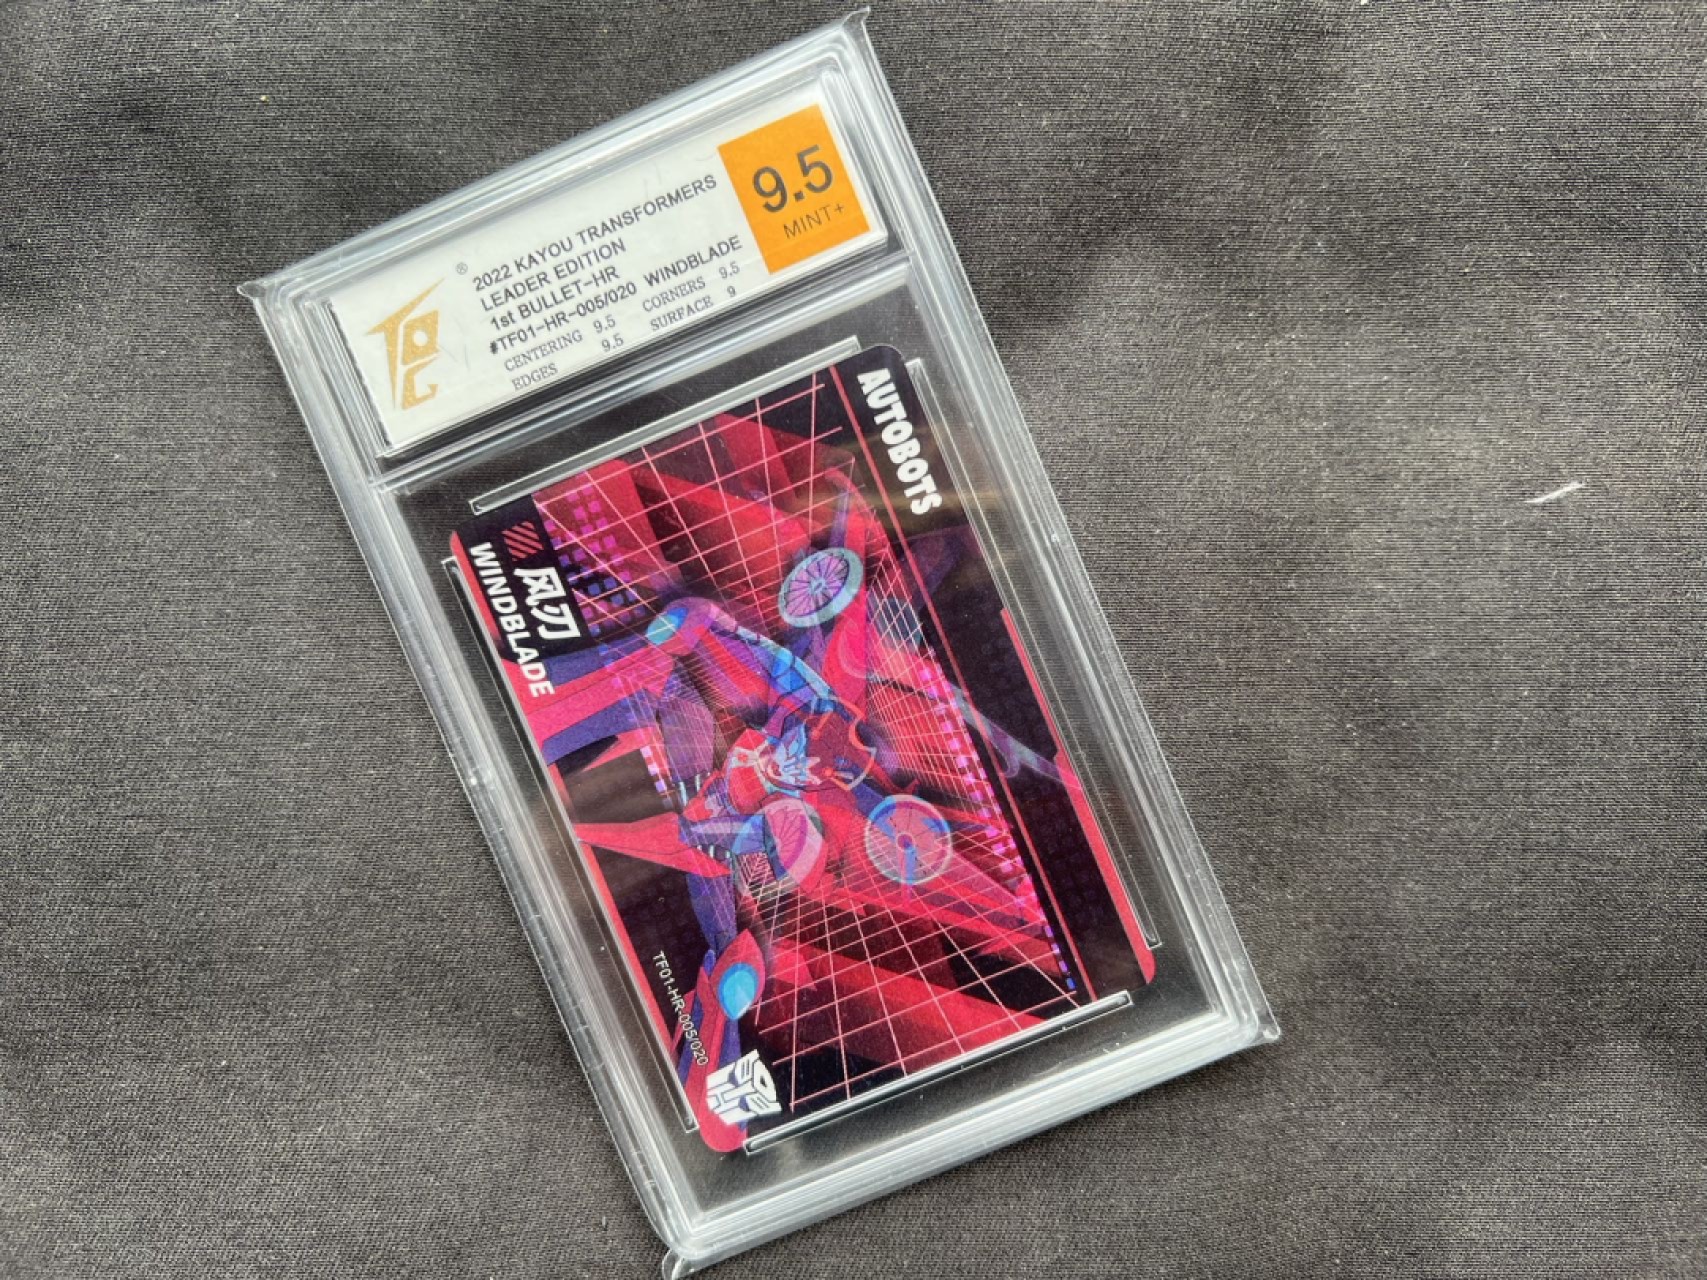 ®
2022 KAYOU TRANSFORMERS
LEADER EDITION
1st BULLET-HR
#TF01-HR-005/020 WINDBLADE
CENTERING 9.5 CORNERS 9.5
EDGES 9.5 SURFACE 9
9.5
MINT+
AUTOBOTS
风刃
WINDBLADE
TF01-HR-005/020